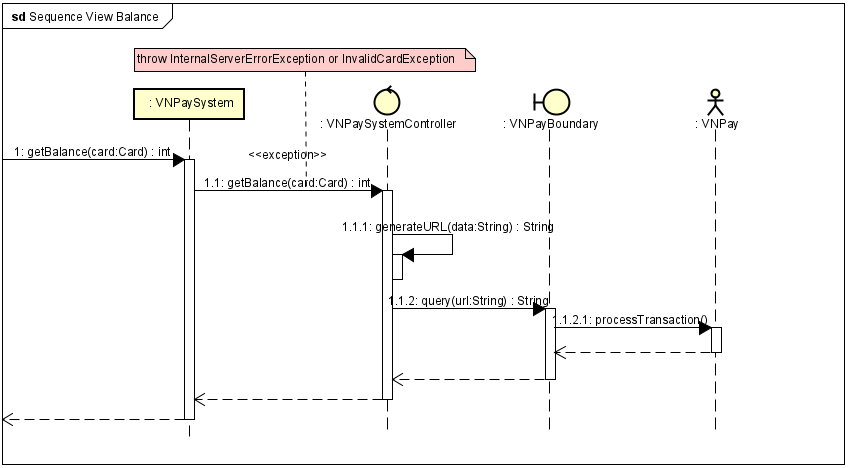 sd Sequence View Balance
throw InternalServerErrorException or InvalidCardException
: VNPaySystem
: VNPaySystemController
: VNPayBoundary
: VNPay
1: getBalance(card:Card) : int
<<exception>>
1.1: getBalance(card:Card) : int
1.1.1: generateURL(data:String) : String
1.1.2: query(url:String) : String
1.1.2.1: processTransaction()